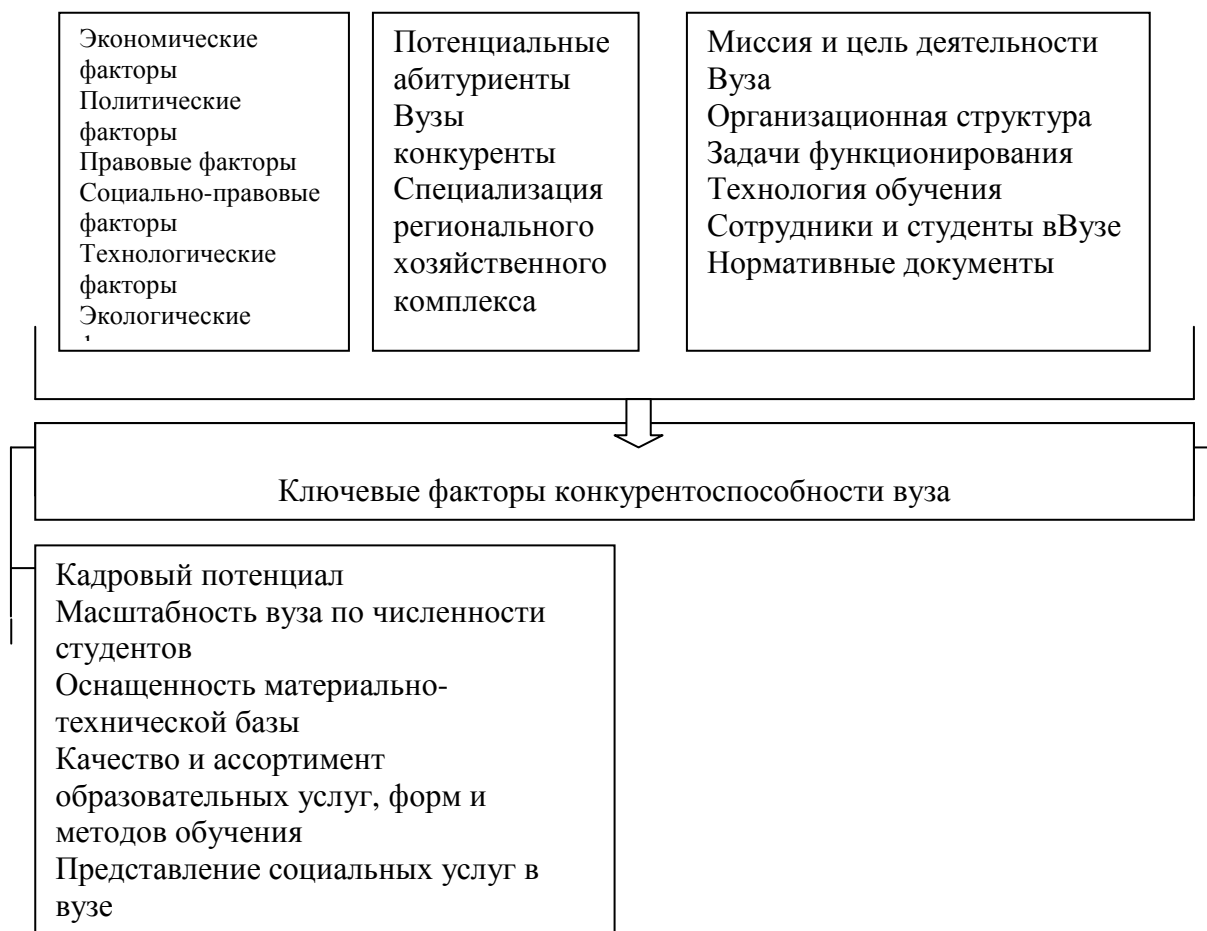 Экономические
факторы
Политические
факторы
Правовые факторы
Социально-правовые
факторы
Технологические
факторы
Экологические
Потенциальные
абитуриенты
Вузы
конкуренты
Специализация
регионального
хозяйственного
комплекса
Миссия и цель деятельности
Вуза
Организационная структура
Задачи функционирования
Технология обучения
Сотрудники и студенты вВузе
Нормативные документы
Ключевые факторы конкурентоспособности вуза
Кадровый потенциал
Масштабность вуза по численности
студентов
Оснащенность материально-
технической базы
Качество и ассортимент
образовательных услуг, форм и
методов обучения
Представление социальных услуг в
вузе